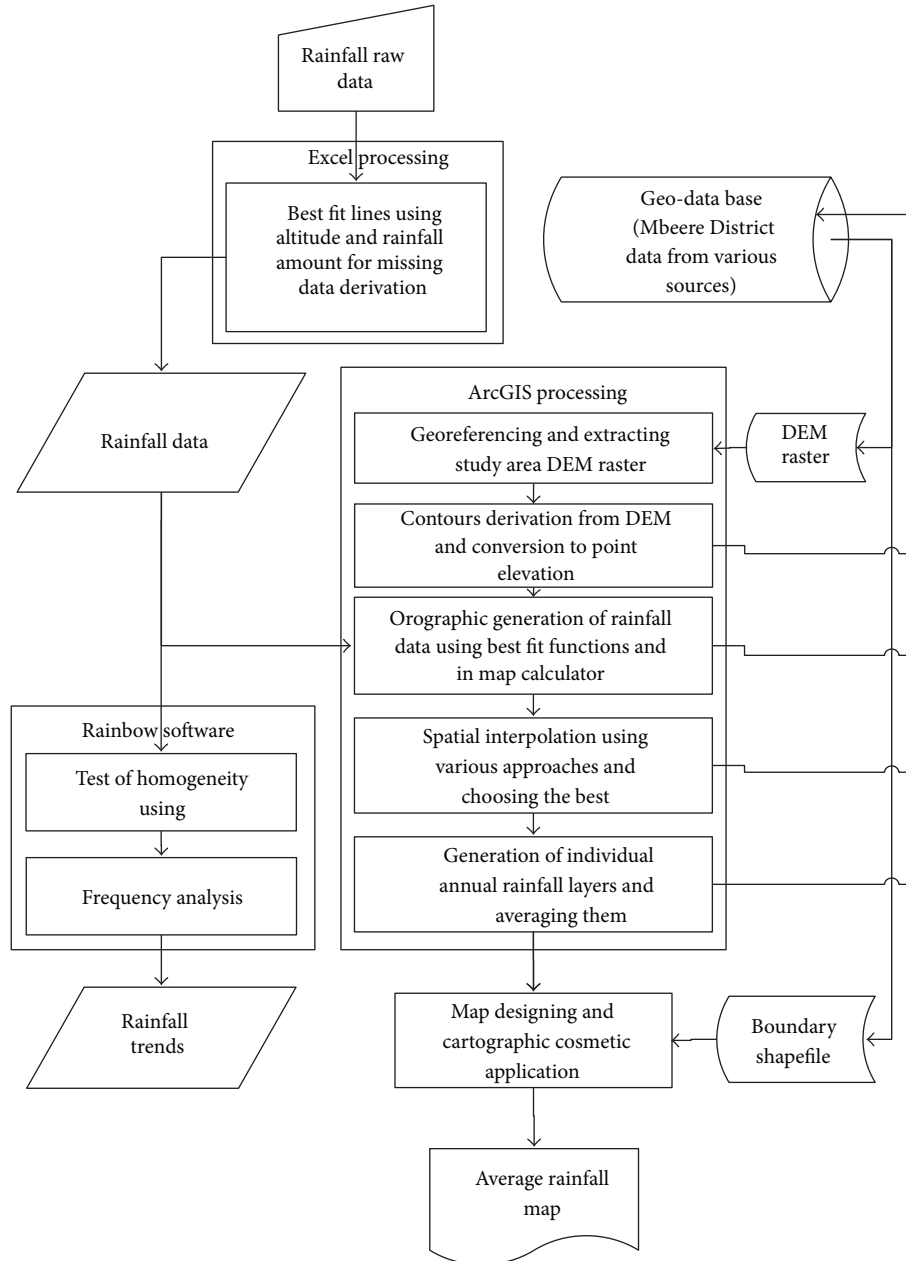 Rainfall raw
data
Excel processing
Best fit lines using
altitude and rainfall
amount for missing
data derivation
Geo-data base
(Mbeere District
data from various
sources)
Rainfall data
ArcGIS processing
Georeferencing and extracting
study area DEM raster
DEM
raster
Contours derivation from DEM
and conversion to point
elevation
Orographic generation of rainfall
data using best fit functions and
in map calculator
Rainbow software
Test of homogeneity
using
Frequency analysis
Spatial interpolation using
various approaches and
choosing the best
Generation of individual
annual rainfall layers and
averaging them
Rainfall
trends
Map designing and
cartographic cosmetic
application
Boundary
shapefile
Average rainfall
map